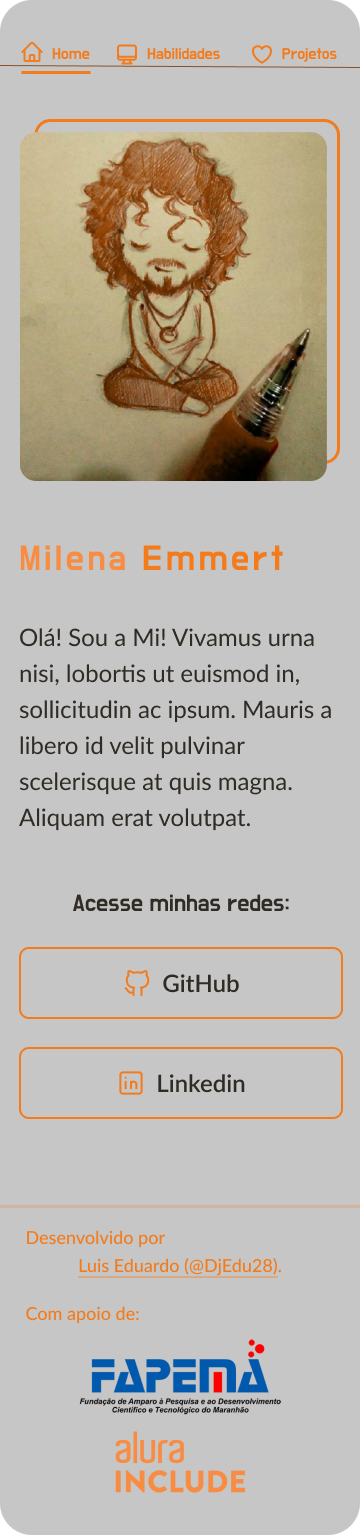 Home Habilidades Projetos
Milena Emmert
Olá! Sou a Mi! Vivamus urna
nisi, lobortis ut euismod in,
sollicitudin ac ipsum. Mauris a
libero id velit pulvinar
scelerisque at quis magna.
Aliquam erat volutpat.
Acesse minhas redes:
GitHub
Linkedin
Desenvolvido por
Luis Eduardo (@DjEdu28).
Com apoio de:
FAPEMA
Fundação de Amparo à Pesquisa e ao Desenvolvimento
Científico e Tecnológico do Maranhão
alura
INCLUDE